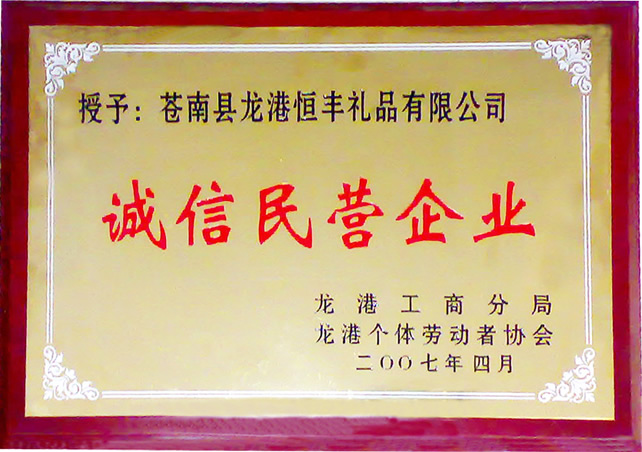 授予：苍南县龙港恒丰礼品有限公司
诚信民营企业
龙港工商分局
龙港个体劳动者协会
二〇〇七年四月